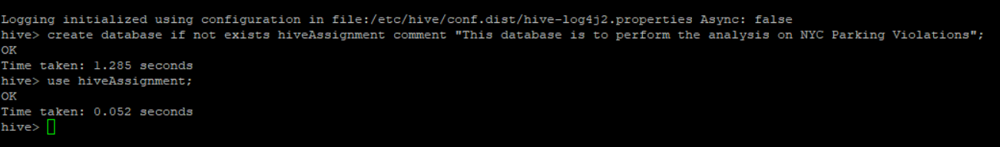 Logging initialized using configuration in file:/etc/hive/conf.dist/hive-log4j2.properties Async: false
hive> create database if not exists hiveAssignment comment "This database is to perform the analysis on NYC Parking Violations";
OK
Time taken: 1.285 seconds
hive> use hiveAssignment;
OK
Time taken: 0.052 seconds
hive>